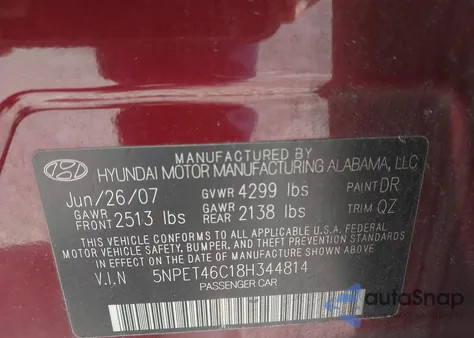 MANUFACTURED BY
HYUNDAI MOTOR MANUFACTURING ALABAMA, LLC
Jun/26/07 GVWR 4299 lbs PAINT DR
GAWR FRONT 2513 lbs GAWR REAR 2138 lbs TRIM QZ
THIS VEHICLE CONFORMS TO ALL APPLICABLE U.S. FEDERAL
MOTOR VEHICLE SAFETY, BUMPER, AND THEFT PREVENTION
STANDARDS IN EFFECT ON THE DATE OF MANUFACTURE SHOWN ABOVE.
V.I.N 5NPET46C18H344814
PASSENGER CAR
autoSnap